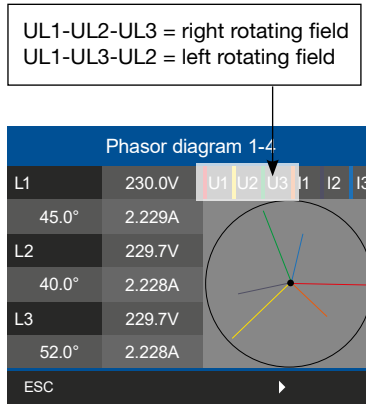 UL1-UL2-UL3 = right rotating field
UL1-UL3-UL2 = left rotating field
Phasor diagram 1-4
L1 230.0V U1 U2 U3 I1 I2 I3
45.0° 2.229A
L2 229.7V
40.0° 2.228A
L3 229.7V
52.0° 2.228A
ESC